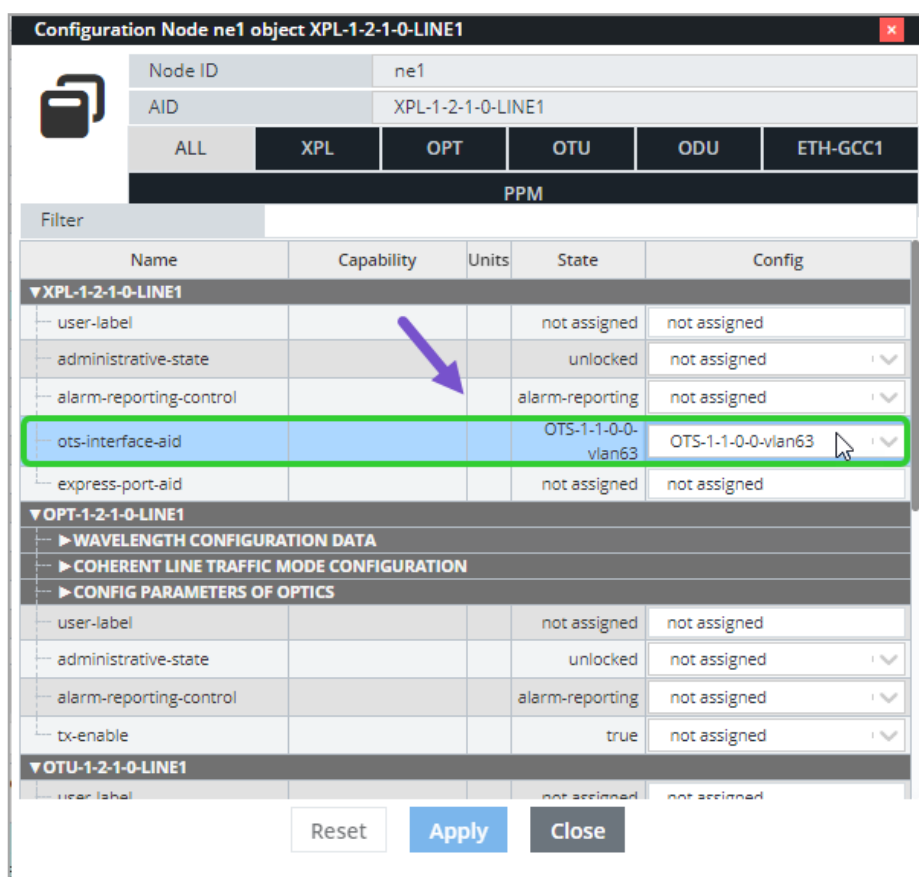 Configuration Node ne1 object XPL-1-2-1-0-LINE1
Node ID ne1
AID XPL-1-2-1-0-LINE1
ALL XPL OPT OTU ODU ETH-GCC1
PPM
Filter
Name Capability Units State Config
▼XPL-1-2-1-0-LINE1
user-label not assigned not assigned
administrative-state unlocked not assigned
alarm-reporting-control alarm-reporting not assigned
ots-interface-aid OTS-1-1-0-0-vlan63 OTS-1-1-0-0-vlan63
express-port-aid not assigned not assigned
▼OPT-1-2-1-0-LINE1
▶WAVELENGTH CONFIGURATION DATA
▶COHERENT LINE TRAFFIC MODE CONFIGURATION
▶CONFIG PARAMETERS OF OPTICS
user-label not assigned not assigned
administrative-state unlocked not assigned
alarm-reporting-control alarm-reporting not assigned
tx-enable true not assigned
▼OTU-1-2-1-0-LINE1
user-label not assigned not assigned
Reset Apply Close